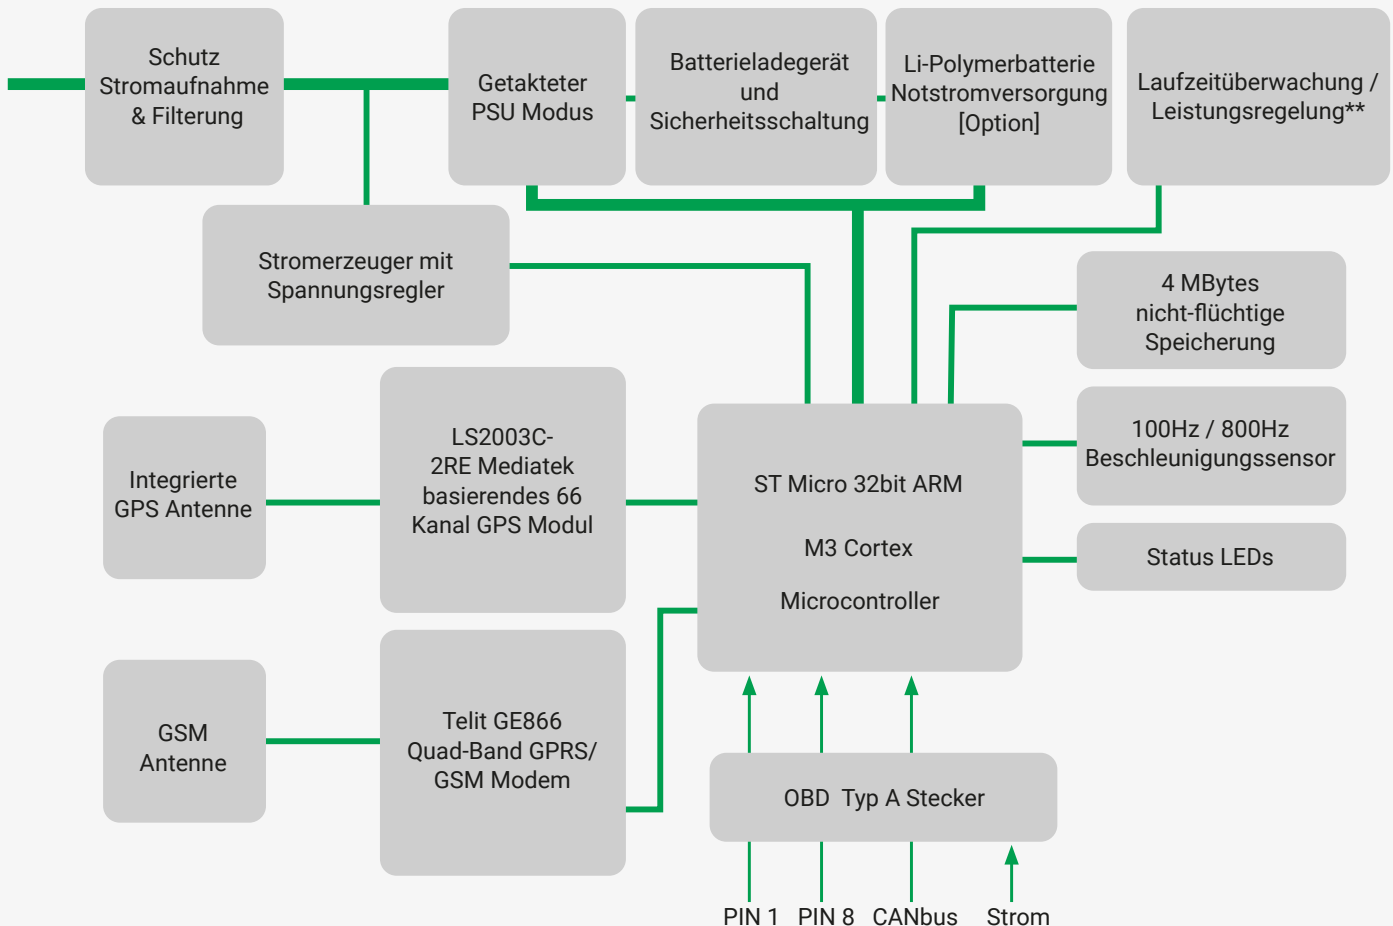 Schutz
Stromaufnahme
& Filterung
Getakteter
PSU Modus
Batterieladegerät
und
Sicherheitsschaltung
Li-Polymerbatterie
Notstromversorgung
[Option]
Laufzeitüberwachung /
Leistungsregelung**
Stromerzeuger mit
Spannungsregler
4 MBytes
nicht-flüchtige
Speicherung
LS2003C-
2RE Mediatek
basierendes 66
Kanal GPS Modul
Integrierte
GPS Antenne
ST Micro 32bit ARM
M3 Cortex
Microcontroller
100Hz / 800Hz
Beschleunigungssensor
Status LEDs
GSM
Antenne
Telit GE866
Quad-Band GPRS/
GSM Modem
OBD Typ A Stecker
PIN 1 PIN 8 CANbus Strom